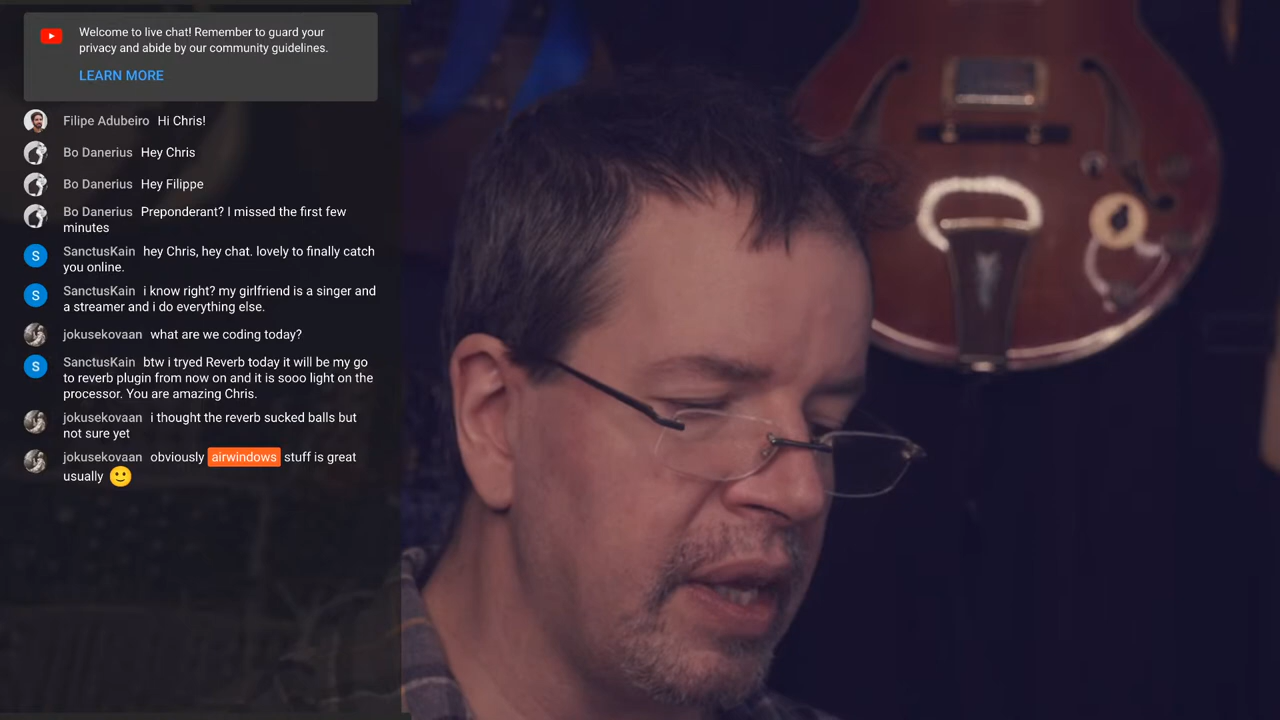 Welcome to live chat! Remember to guard your
privacy and abide by our community guidelines.
LEARN MORE
Filipe Adubeiro Hi Chris!
Bo Danerius Hey Chris
Bo Danerius Hey Filippe
Bo Danerius Preponderant? I missed the first few
minutes
S SanctusKain hey Chris, hey chat. lovely to finally catch
you online.
S SanctusKain i know right? my girlfriend is a singer and
a streamer and i do everything else.
jokusekovaan what are we coding today?
S SanctusKain btw i tryed Reverb today it will be my go
to reverb plugin from now on and it is sooo light on the
processor. You are amazing Chris.
jokusekovaan i thought the reverb sucked balls but
not sure yet
jokusekovaan obviously airwindows stuff is great
usually 🙂